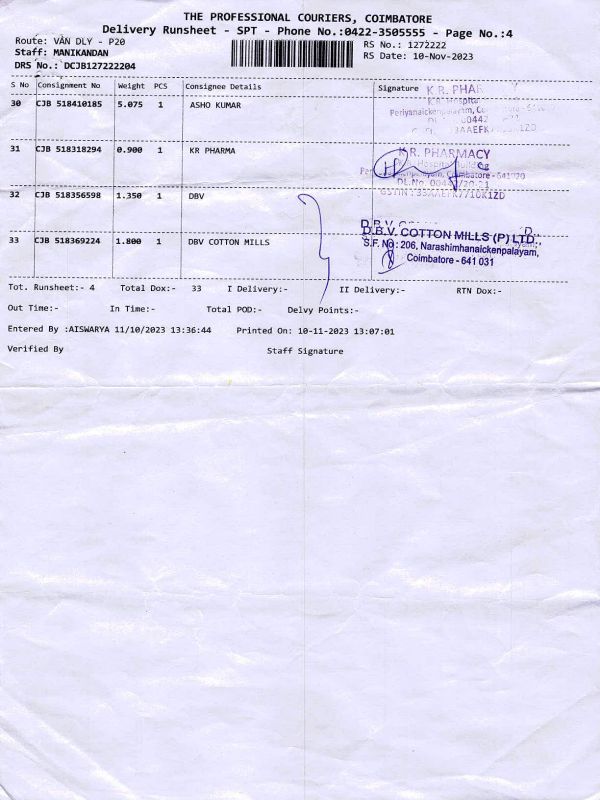 THE PROFESSIONAL COURIERS, COIMBATORE
Delivery Runsheet - SPT - Phone No.:0422-3505555 - Page No.:4
Route: VAN DLY - P20
RS No.: 1272222
Staff: MANIKANDAN
RS Date: 10-Nov-2023
DRS No.: DCJB127222204
S No Consignment No Weight PCS Consignee Details Signature
30 CJB 518410185 5.075 1 ASHO KUMAR
K.R. PHAR
K.R. Hospital
Periyanaickenpalayam,
31 CJB 518318294 0.900 1 KR PHARMA
K.R. PHARMACY
K.R. Hospital Building
Coimbatore - 641020
32 CJB 518356598 1.350 1 DBV
33 CJB 518369224 1.800 1 DBV COTTON MILLS
D.B.V. COTTON MILLS (P) LTD.,
S.F. No : 206, Narashimhanaickenpalayam,
Coimbatore - 641 031
Tot. Runsheet:- 4 Total Dox:- 33 I Delivery:- II Delivery:- RTN Dox:-
Out Time:- In Time:- Total POD:- Delvy Points:-
Entered By :AISWARYA 11/10/2023 13:36:44 Printed On: 10-11-2023 13:07:01
Verified By Staff Signature